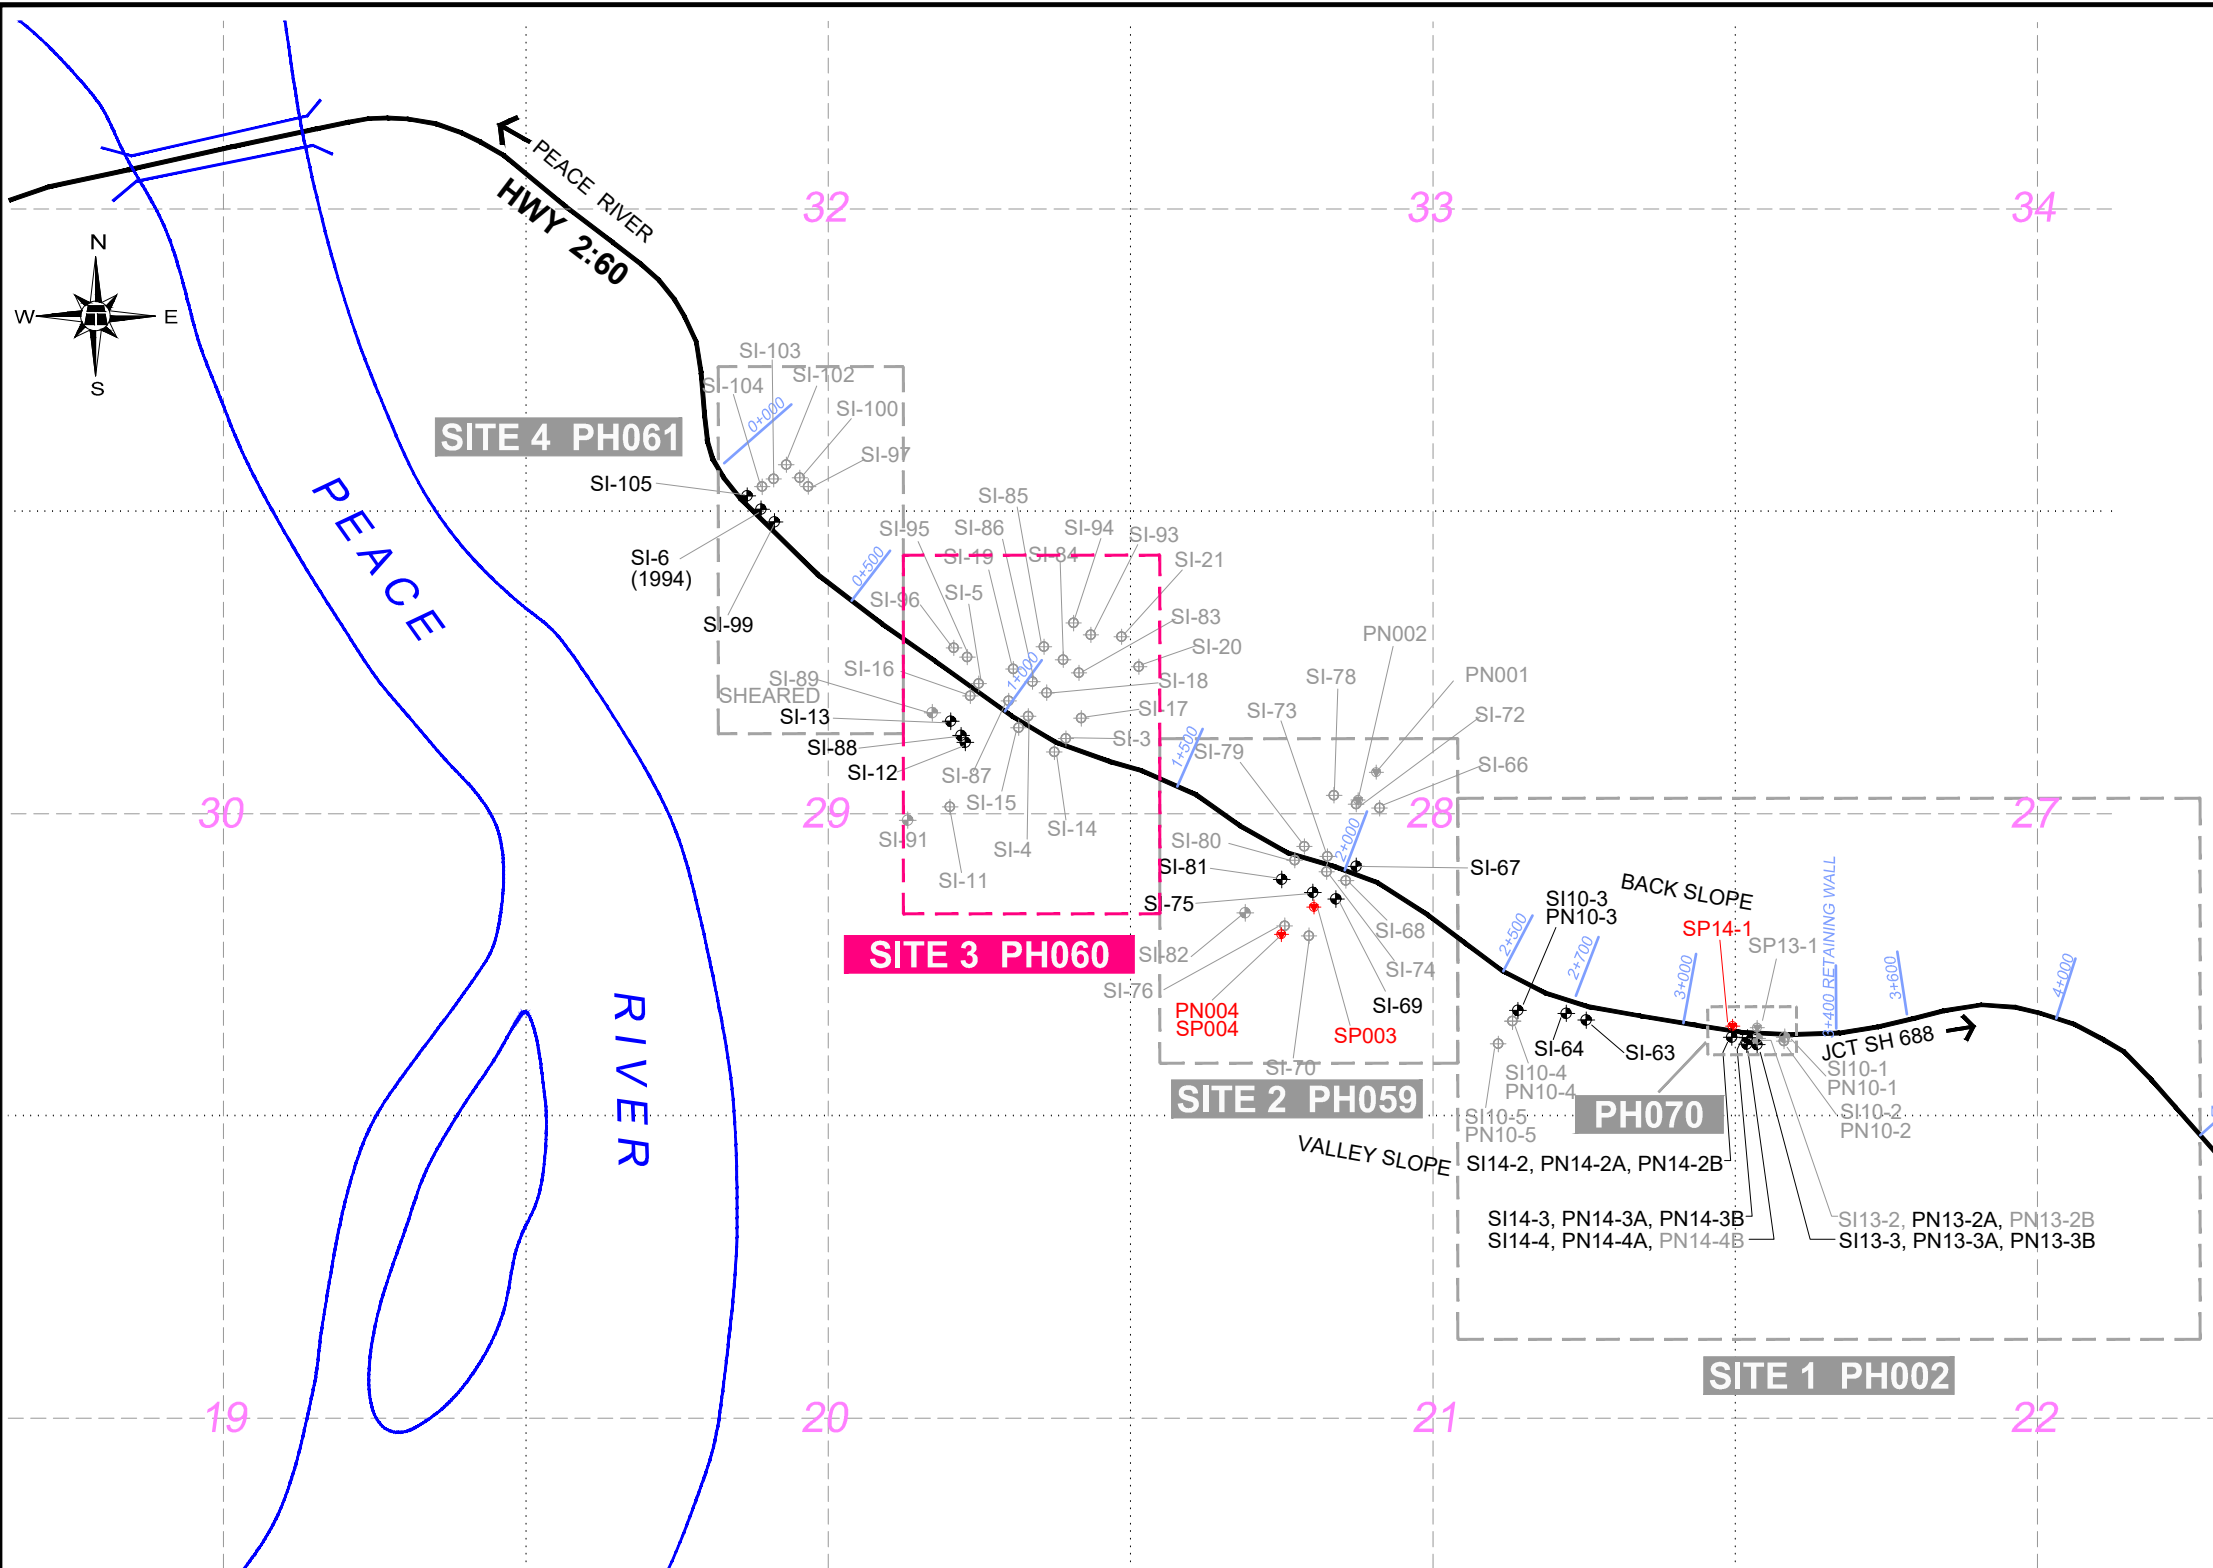 PEACE RIVER
HWY 2:60
32
33
34
N
W
E
S
SI-103
SI-102
SI-104
SI-100
0+000
SITE 4 PH061
SI-97
SI-105
SI-6
(1994)
SI-99
0+500
SI-85
SI-95
SI-86
SI-94
SI-93
SI-19
SI-84
SI-21
SI-96
SI-5
SI-83
SI-20
SI-16
1+000
SI-18
SI-89
SHEARED
SI-13
SI-17
SI-88
SI-3
SI-12
SI-87
SI-15
SI-14
SI-4
SI-91
SI-11
SITE 3 PH060
PEACE
RIVER
30
29
28
27
PN002
PN001
SI-78
SI-73
SI-72
1+500
SI-79
SI-66
2+000
SI-80
SI-81
SI-67
SI-75
SI-68
SI-82
SI-74
SI-76
SI-69
PN004
SP004
SP003
SI-70
SITE 2 PH059
BACK SLOPE
SI10-3
PN10-3
2+500
2+700
SP14-1
SP13-1
3+000
3+400 RETAINING WALL
3+600
4+000
SI-64
SI-63
JCT SH 688
SI10-4
PN10-4
SI10-1
PN10-1
SI10-5
PN10-5
PH070
SI10-2
PN10-2
VALLEY SLOPE
SI14-2, PN14-2A, PN14-2B
SI14-3, PN14-3A, PN14-3B
SI14-4, PN14-4A, PN14-4B
SI13-2, PN13-2A, PN13-2B
SI13-3, PN13-3A, PN13-3B
SITE 1 PH002
19
20
21
22